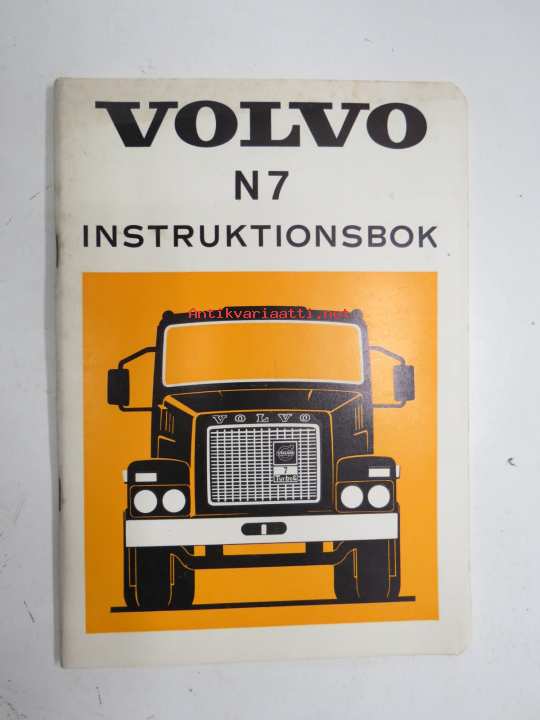 VOLVO
N7
INSTRUKTIONSBOK
Antikvariaatti.net
VOLVO
VOLVO
7
Turbo